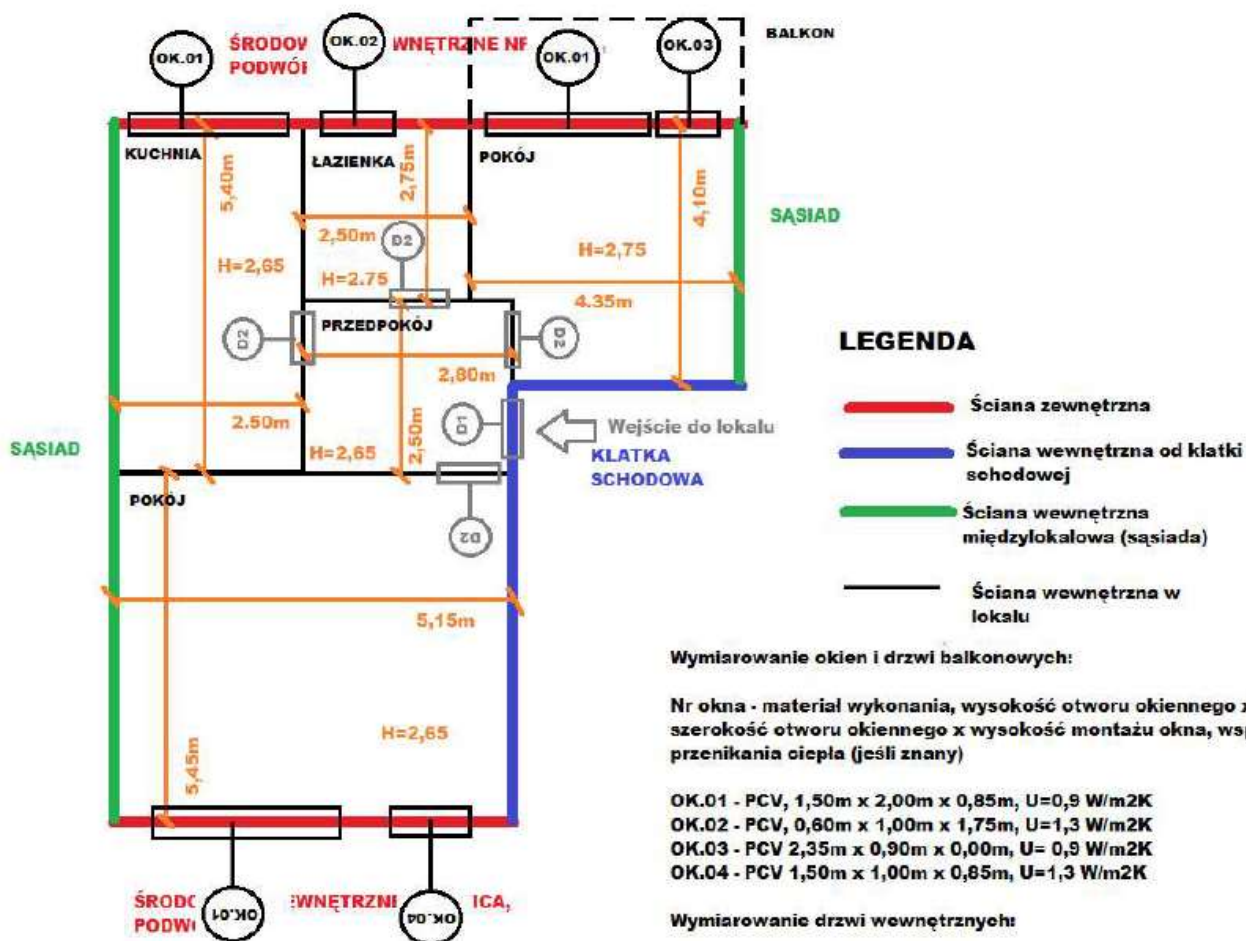 OK.01
ŚRODOW
PODWÓR
OK.02
WNĘTRZNE NR
OK.01
OK.03
BALKON
KUCHNIA
5,40m
ŁAZIENKA
2,75m
POKÓJ
4,10m
SĄSIAD
2,50m
D2
H=2,65
H=2.75
H=2,75
4.35m
D2
PRZEDPOKÓJ
D2
2,80m
LEGENDA
2.50m
2,50m
D1
Wejście do lokalu
Ściana zewnętrzna
SĄSIAD
H=2,65
KLATKA
SCHODOWA
Ściana wewnętrzna od klatki
schodowej
POKÓJ
D2
Ściana wewnętrzna
międzylokalowa (sąsiada)
5,15m
Ściana wewnętrzna w
lokalu
Wymiarowanie okien i drzwi balkonowych:
Nr okna - materiał wykonania, wysokość otworu okiennego x
szerokość otworu okiennego x wysokość montażu okna, wsp
przenikania ciepła (jeśli znany)
H=2,65
5,45m
OK.01 - PCV, 1,50m x 2,00m x 0,85m, U=0,9 W/m2K
OK.02 - PCV, 0,60m x 1,00m x 1,75m, U=1,3 W/m2K
OK.03 - PCV 2,35m x 0,90m x 0,00m, U= 0,9 W/m2K
OK.04 - PCV 1,50m x 1,00m x 0,85m, U=1,3 W/m2K
ŚRODO
PODWÓ
OK.01
EWNĘTRZNE
OK.04
ICA,
Wymiarowanie drzwi wewnętrznych: